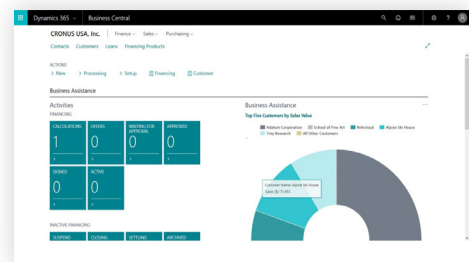 Dynamics 365 Business Central
CRONUS USA, Inc. Finance Sales Purchasing
Contacts Customers Loans Financing Products
ACTIONS
New Processing Setup Financing Customer
Business Assistance
Activities
FINANCING
CALCULATIONS OFFERS WAITING FOR APPROVAL APPROVED
1 0 0 0
SIGNED ACTIVE
0 0
INACTIVE FINANCING
SUSPEND CLOSING SETTLING ARCHIVED
Business Assistance
Top Five Customers by Sales Value
Adatum Corporation School of Fine Art Relecloud Alpine Ski House
Trey Research All Other Customers
Customer Name: Alpine Ski House